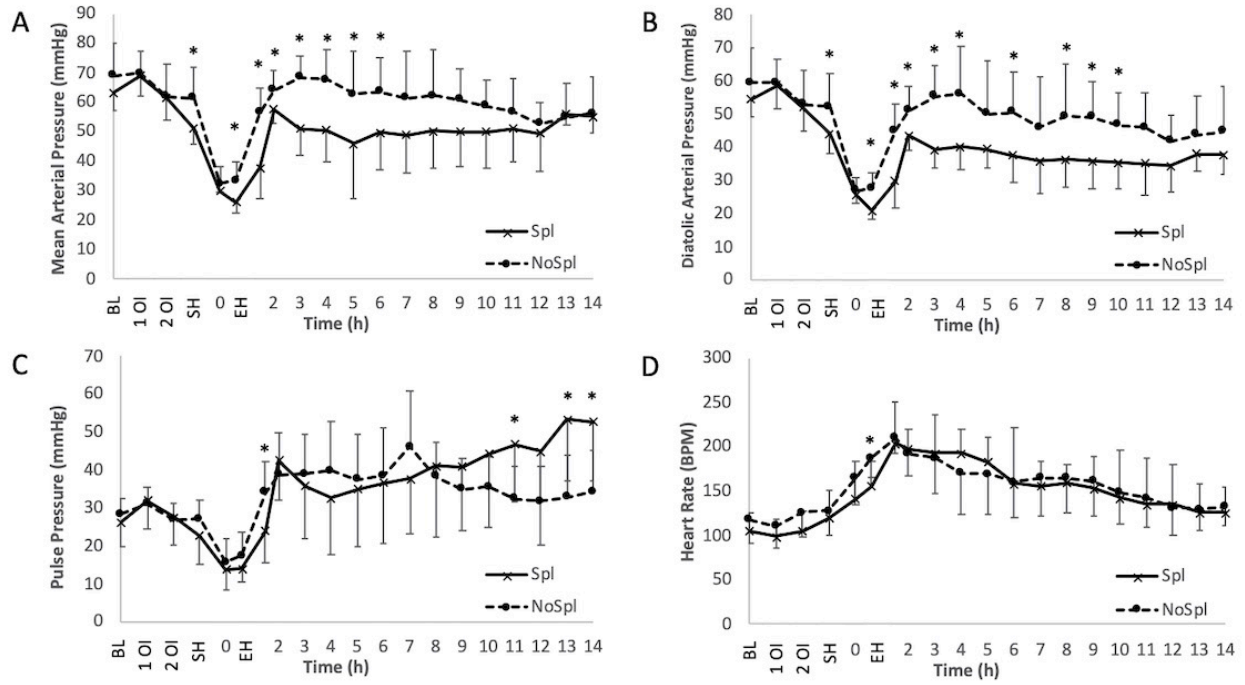 A
Mean Arterial Pressure (mmHg)
90
80
70
60
50
40
30
20
10
0
* * * * * * * *
Spl
NoSpl
BL 1 OI 2 OI SH 0 EH 2 3 4 5 6 7 8 9 10 11 12 13 14
Time (h)
B
Diatolic Arterial Pressure (mmHg)
80
70
60
50
40
30
20
10
0
* * * * * * * * * *
Spl
NoSpl
BL 1 OI 2 OI SH 0 EH 2 3 4 5 6 7 8 9 10 11 12 13 14
Time (h)
C
Pulse Pressure (mmHg)
70
60
50
40
30
20
10
0
* * * *
Spl
NoSpl
BL 1 OI 2 OI SH 0 EH 2 3 4 5 6 7 8 9 10 11 12 13 14
Time (h)
D
Heart Rate (BPM)
300
250
200
150
100
50
0
*
Spl
NoSpl
BL 1 OI 2 OI SH 0 EH 2 3 4 5 6 7 8 9 10 11 12 13 14
Time (h)